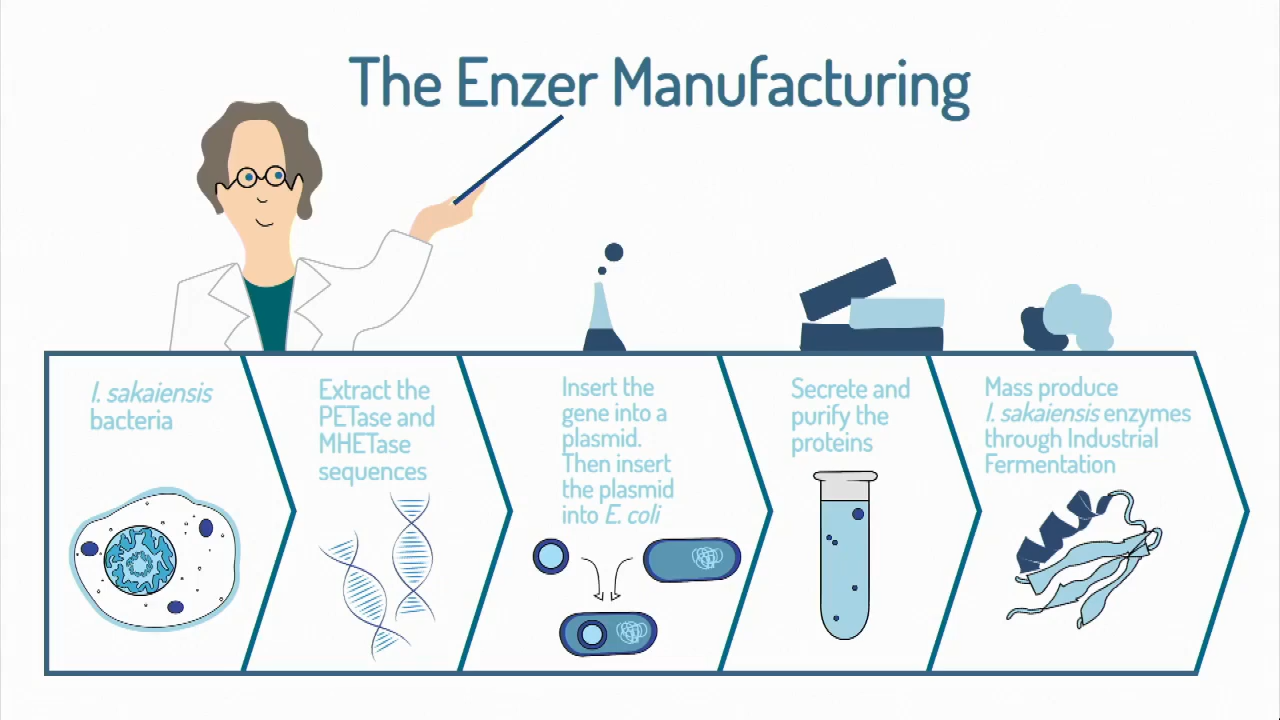 The Enzer Manufacturing
I. sakaiensis
bacteria
Extract the
PETase and
MHETase
sequences
Insert the
gene into a
plasmid.
Then insert
the plasmid
into E. coli
Secrete and
purify the
proteins
Mass produce
I. sakaiensis enzymes
through Industrial
Fermentation